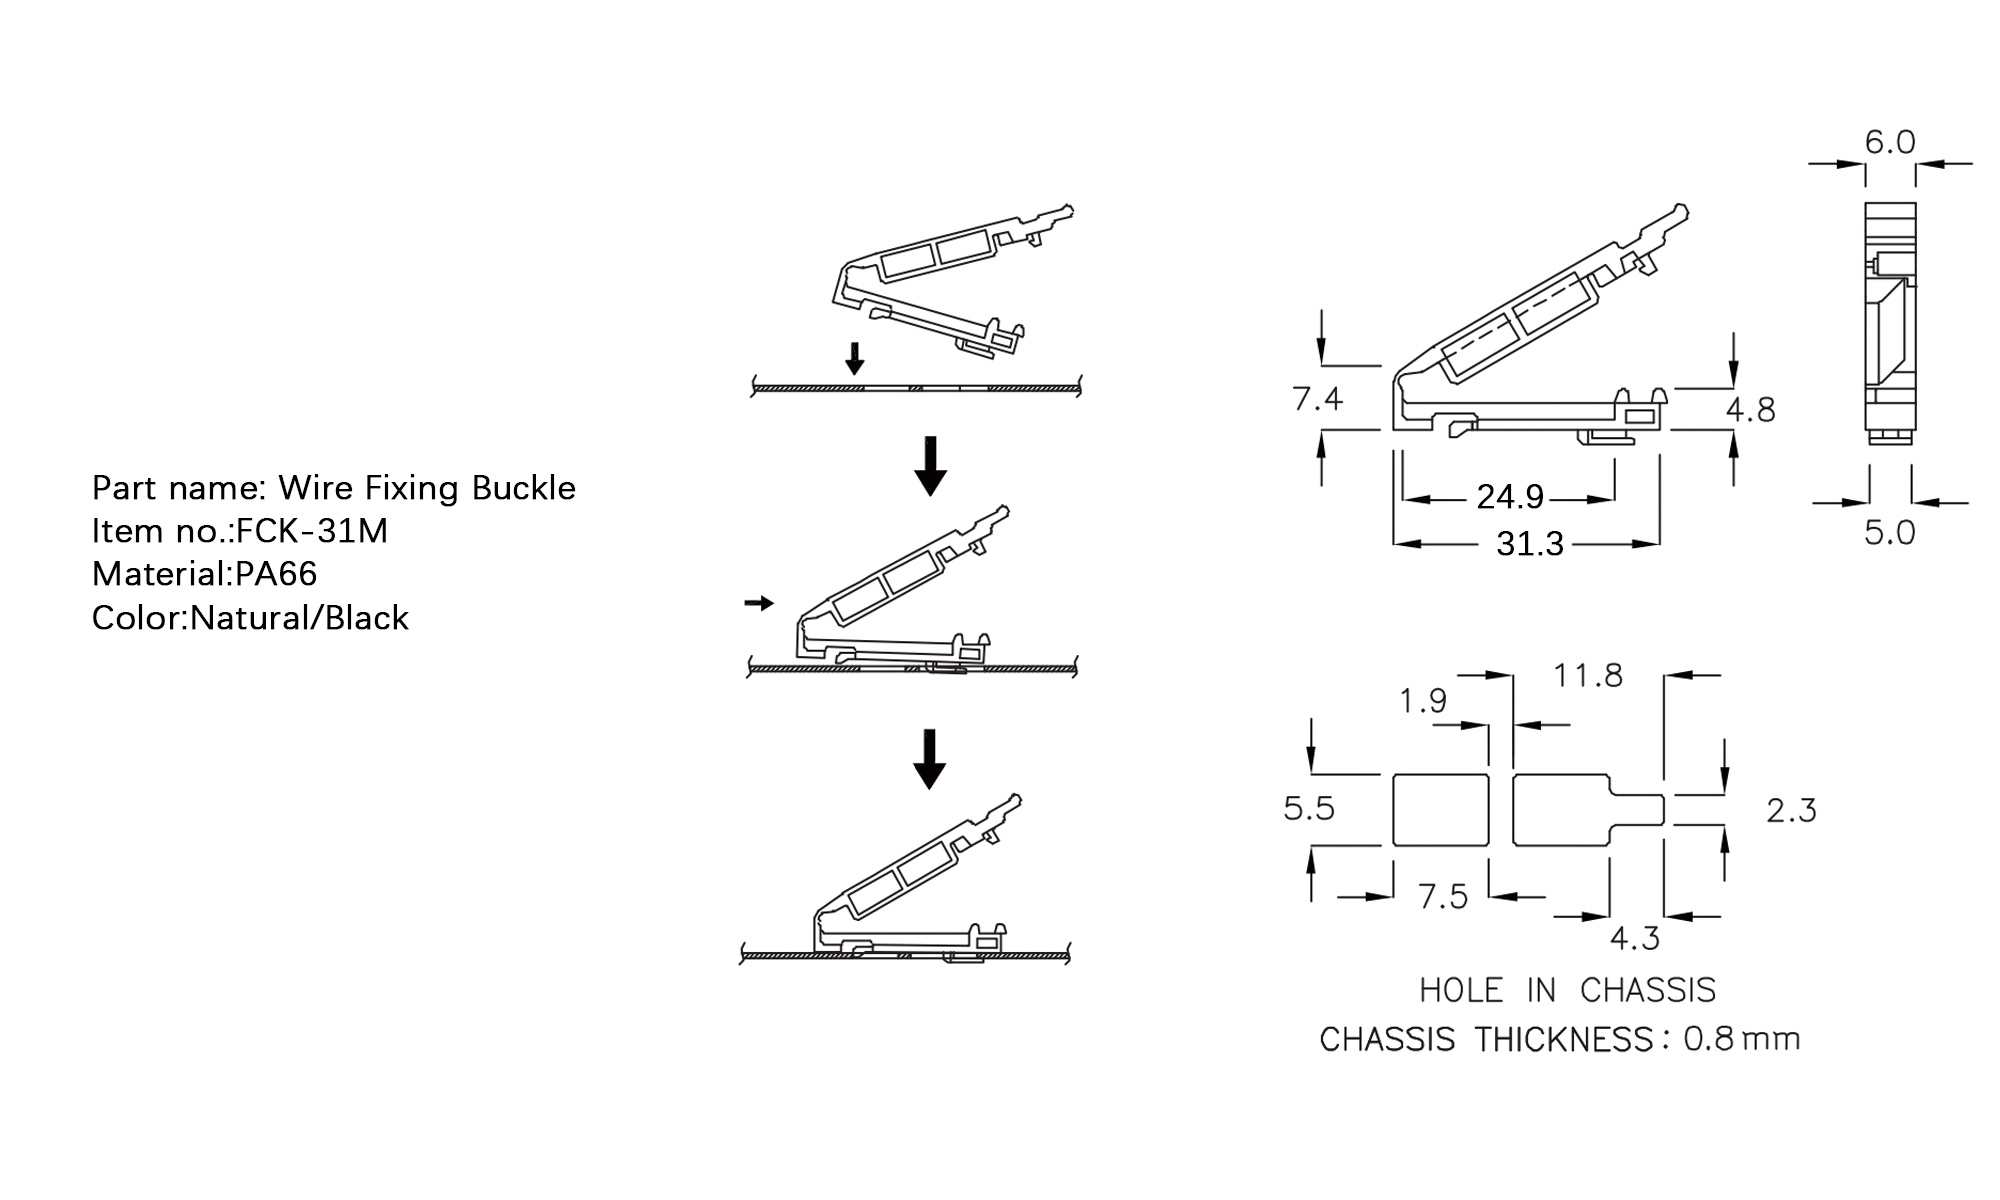 Part name: Wire Fixing Buckle
Item no.:FCK-31M
Material:PA66
Color:Natural/Black
6.0
7.4
4.8
24.9
31.3
5.0
11.8
1.9
5.5
2.3
7.5
4.3
HOLE IN CHASSIS
CHASSIS THICKNESS: 0.8mm